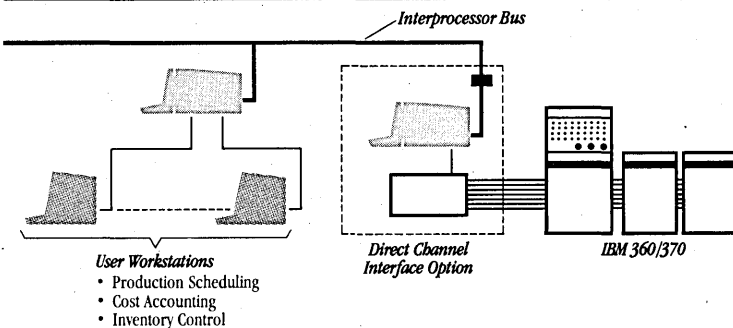 Interprocessor Bus
User Workstations
• Production Scheduling
• Cost Accounting
• Inventory Control
Direct Channel
Interface Option
IBM 360/370